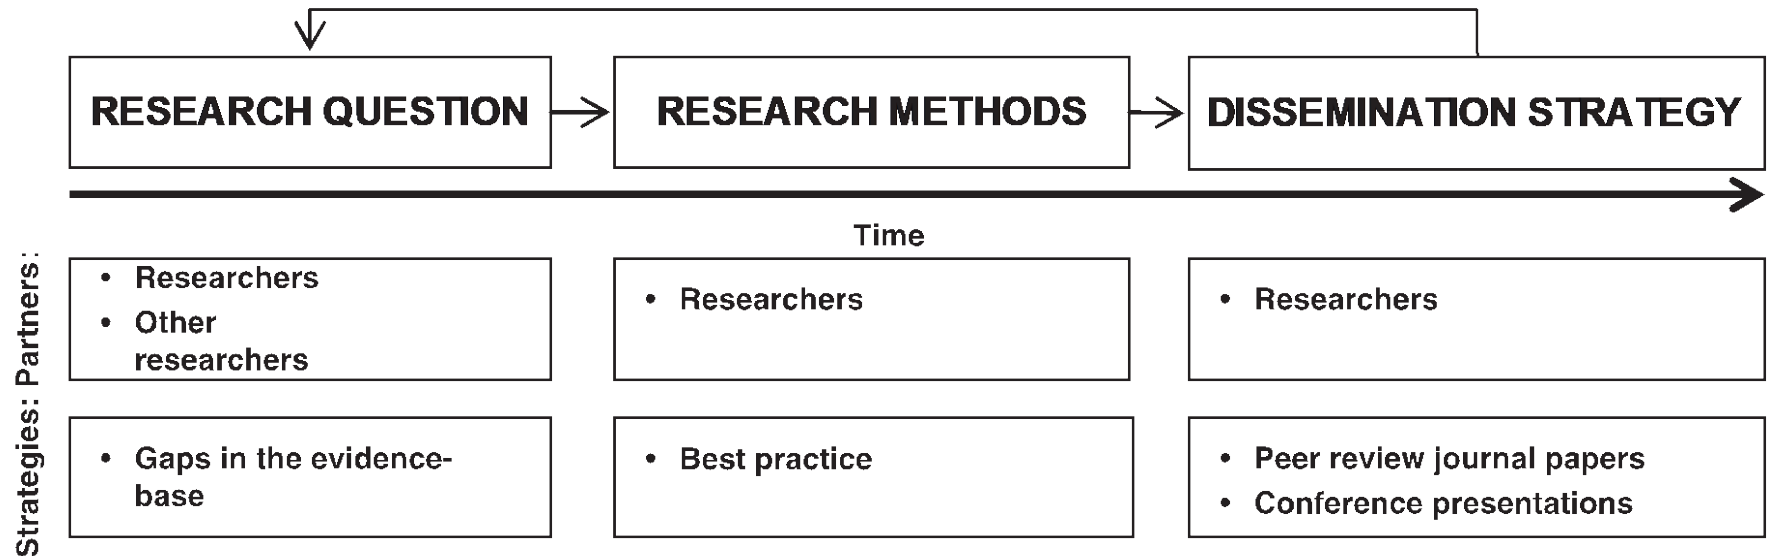 RESEARCH QUESTION
RESEARCH METHODS
DISSEMINATION STRATEGY
Time
Partners:
• Researchers
• Other
researchers
• Researchers
• Researchers
Strategies:
• Gaps in the evidence-
base
• Best practice
• Peer review journal papers
• Conference presentations